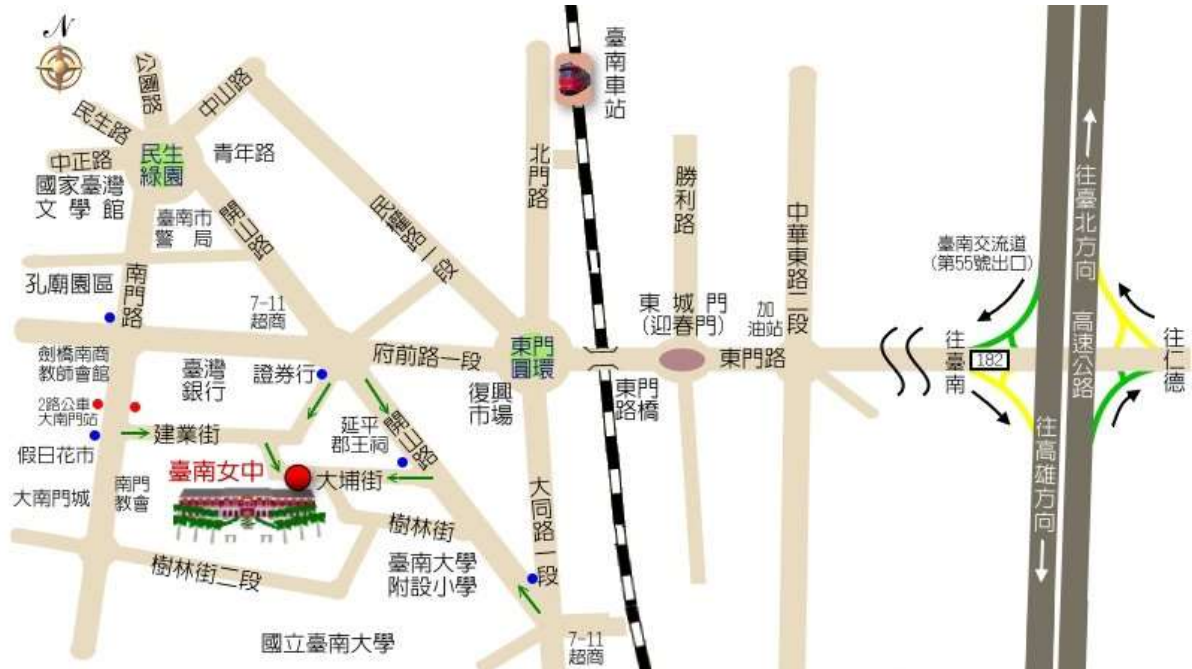 N
公園路
中山路
民生路
中正路
民生
綠園
青年路
國家臺灣
文學館
臺南市
警局
開山路
民權路一段
北門路
臺南車站
勝利路
中華東路二段
臺南交流道
(第55號出口)
往臺北方向
高速公路
孔廟園區
南門路
7-11
超商
東城門
(迎春門)
加
油站
劍橋南商
教師會館
臺灣
銀行
證券行
府前路一段
東門
圓環
東門路
往臺南
182
往仁德
復興
市場
東門
路橋
2路公車
大南門站
建業街
延平
郡王祠
開山路
假日花市
臺南女中
大埔街
往高雄方向
大南門城
南門
教會
樹林街
大同路一段
樹林街二段
臺南大學
附設小學
國立臺南大學
7-11
超商